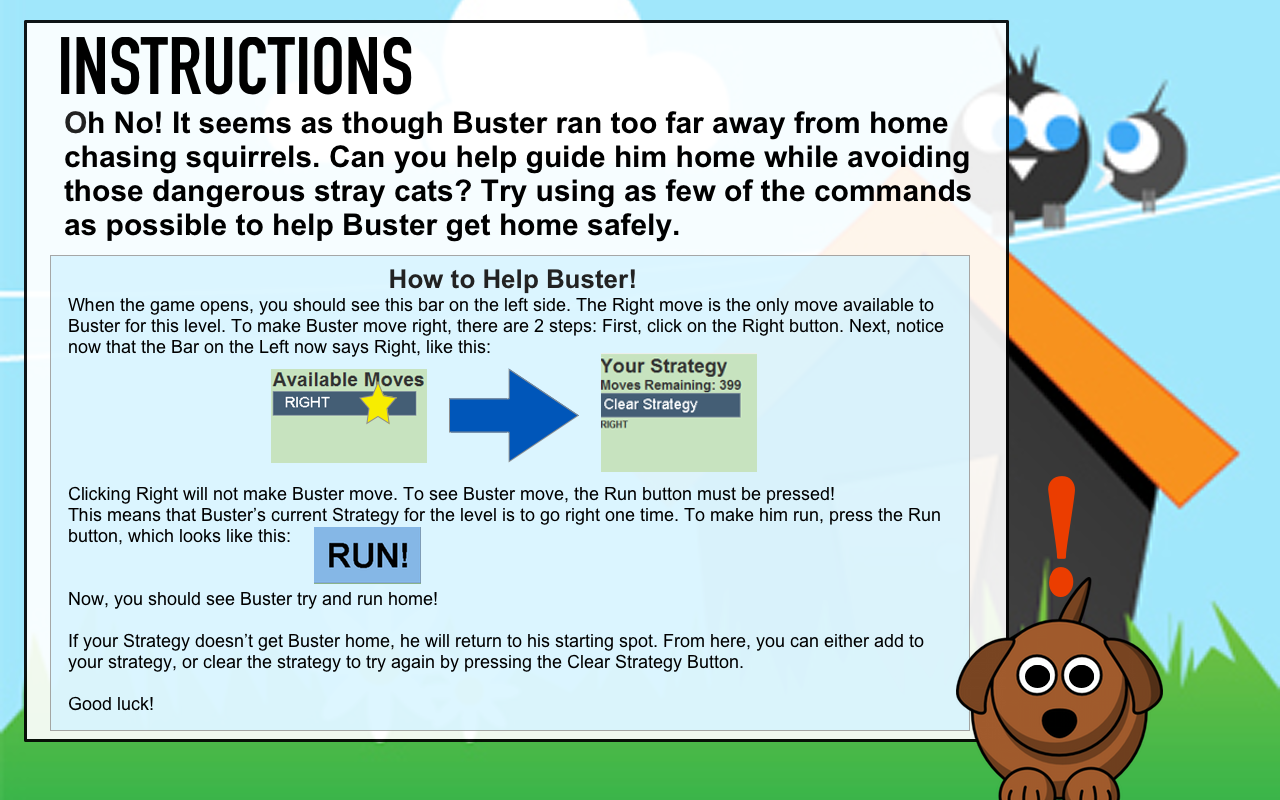 INSTRUCTIONS
Oh No! It seems as though Buster ran too far away from home
chasing squirrels. Can you help guide him home while avoiding
those dangerous stray cats? Try using as few of the commands
as possible to help Buster get home safely.
How to Help Buster!
When the game opens, you should see this bar on the left side. The Right move is the only move available to
Buster for this level. To make Buster move right, there are 2 steps: First, click on the Right button. Next, notice
now that the Bar on the Left now says Right, like this:
Available Moves
RIGHT
Your Strategy
Moves Remaining: 399
Clear Strategy
RIGHT
Clicking Right will not make Buster move. To see Buster move, the Run button must be pressed!
This means that Buster’s current Strategy for the level is to go right one time. To make him run, press the Run
button, which looks like this:
RUN!
Now, you should see Buster try and run home!
If your Strategy doesn’t get Buster home, he will return to his starting spot. From here, you can either add to
your strategy, or clear the strategy to try again by pressing the Clear Strategy Button.
Good luck!
!